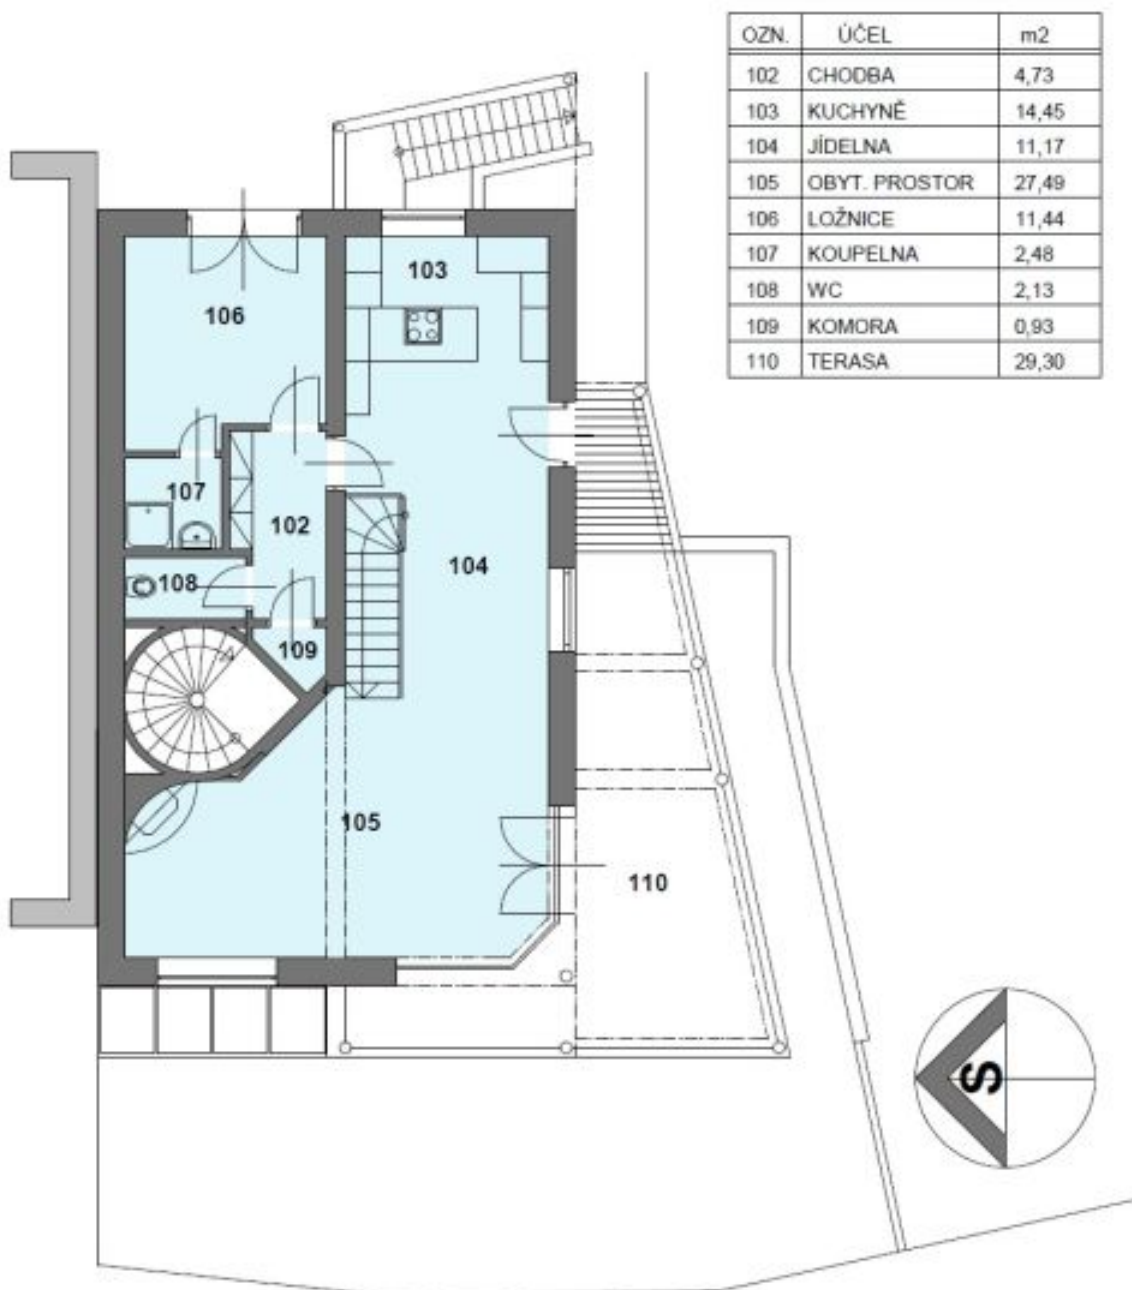 OZN. ÚČEL m2
102 CHODBA 4,73
103 KUCHYNĚ 14,45
104 JÍDELNA 11,17
105 OBYT. PROSTOR 27,49
106 LOŽNICE 11,44
107 KOUPELNA 2,48
108 WC 2,13
109 KOMORA 0,93
110 TERASA 29,30
103
106
107
102
104
108
109
105
110
S